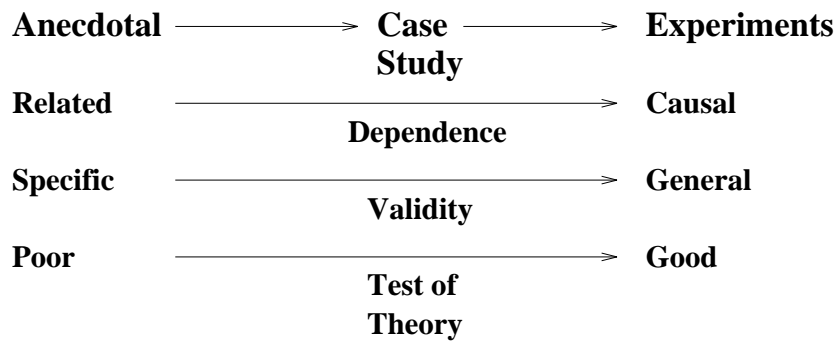 Anecdotal Case Experiments
Study
Related Causal
Dependence
Specific General
Validity
Poor Good
Test of
Theory